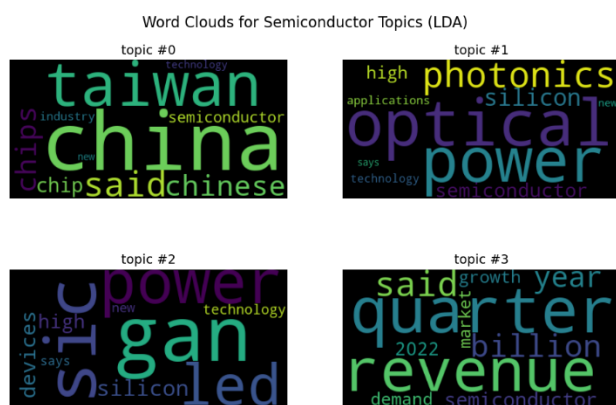 Word Clouds for Semiconductor Topics (LDA)
topic #0
technology
taiwan
industry
semiconductor
china
chips
new
chip
said
chinese
topic #1
high
photonics
applications
silicon
new
optical
says
power
technology
semiconductor
topic #2
power
sic
new
technology
high
gan
devices
says
silicon
led
topic #3
said
growth
year
quarter
market
2022
billion
revenue
demand
semiconductor